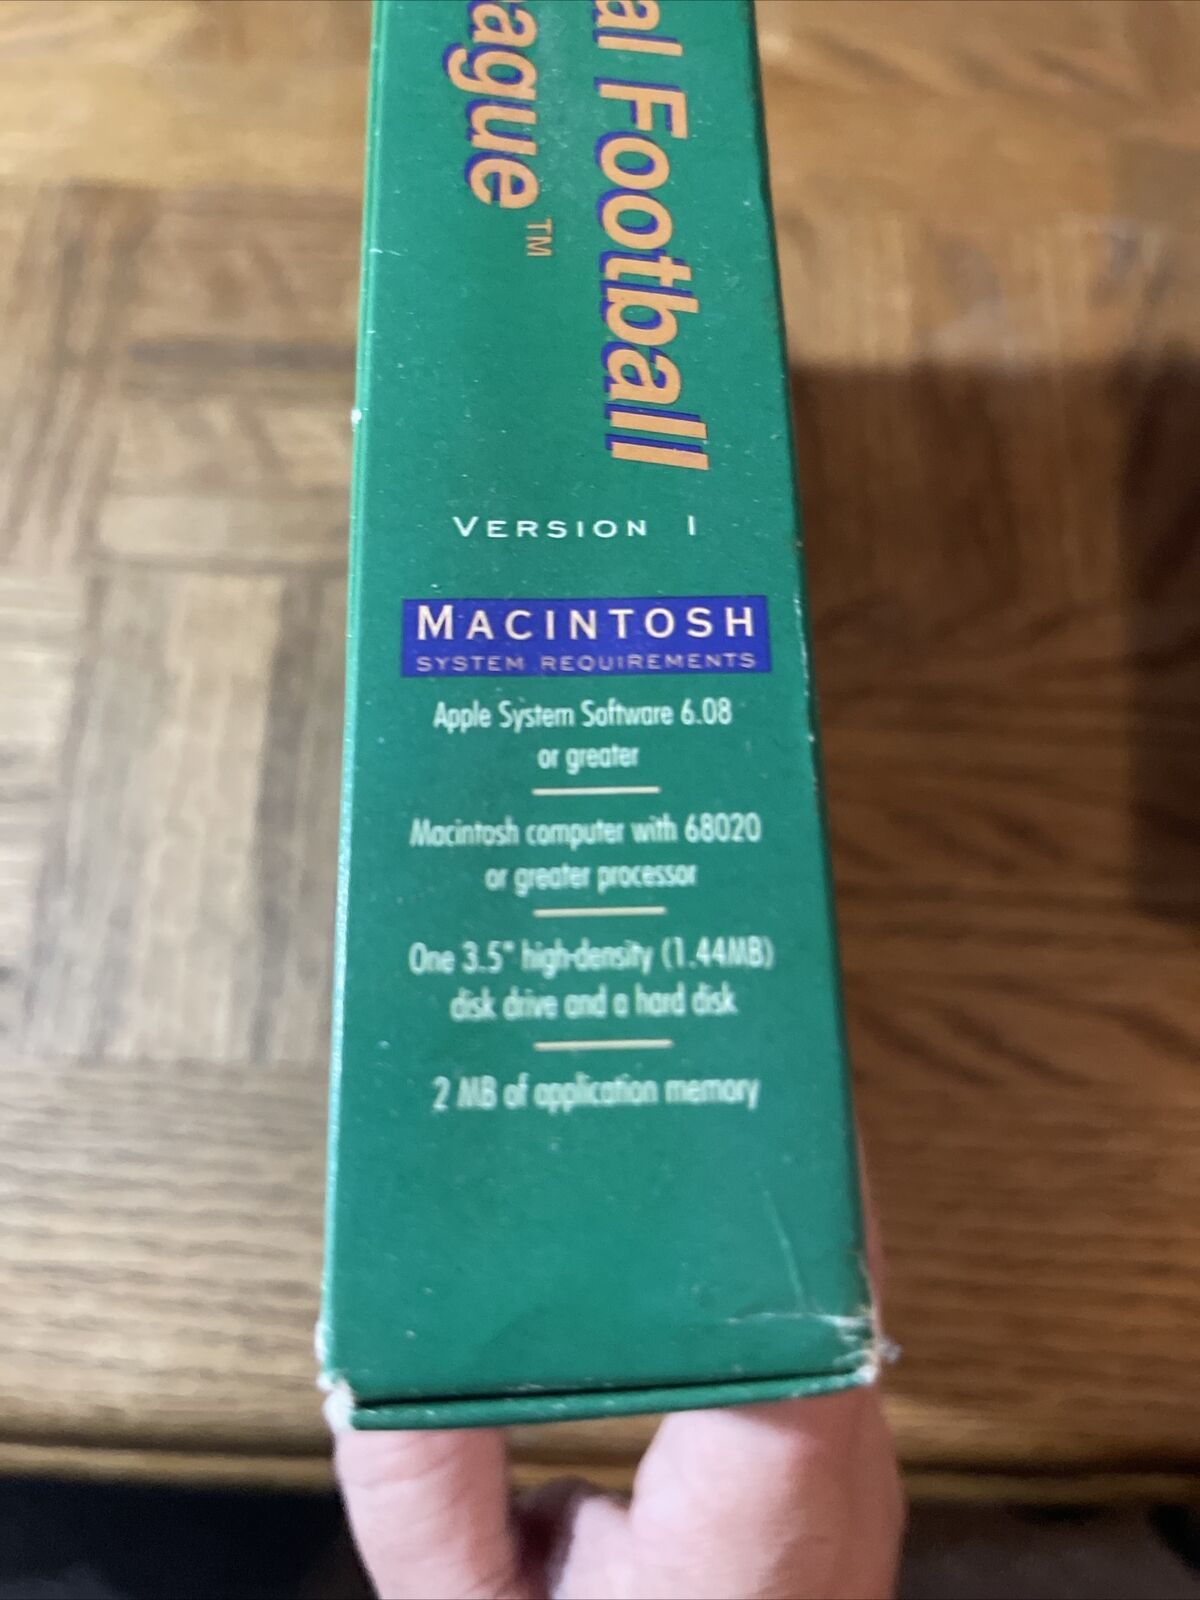 al Football
eague™
VERSION 1
MACINTOSH
SYSTEM REQUIREMENTS
Apple System Software 6.08
or greater
Macintosh computer with 68020
or greater processor
One 3.5" high-density (1.44MB)
disk drive and a hard disk
2 MB of application memory